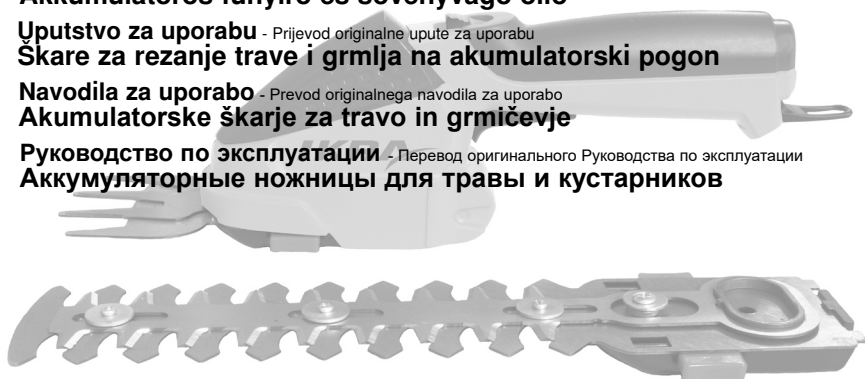 Akkumulátoros fűnyíró és sövényvágó olló
Uputstvo za uporabu - Prijevod originalne upute za uporabu
Škare za rezanje trave i grmlja na akumulatorski pogon
Navodila za uporabo - Prevod originalnega navodila za uporabo
Akumulatorske škarje za travo in grmičevje
Руководство по эксплуатации - Перевод оригинального Руководства по эксплуатации
Аккумуляторные ножницы для травы и кустарников
IKRA